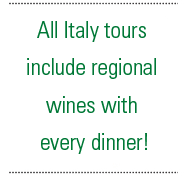 All Italy tours
include regional
wines with
every dinner!